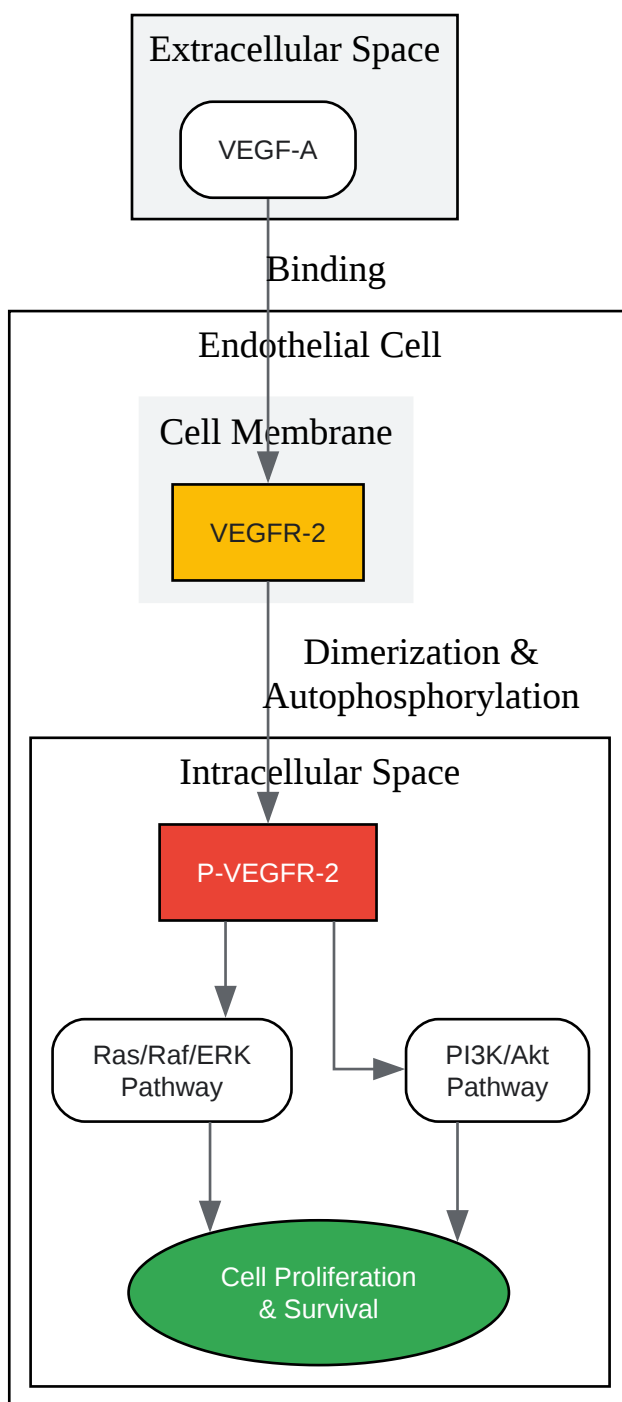 Extracellular Space
VEGF-A
Binding
Endothelial Cell
Cell Membrane
VEGFR-2
Dimerization &
Autophosphorylation
Intracellular Space
P-VEGFR-2
Ras/Raf/ERK
Pathway
PI3K/Akt
Pathway
Cell Proliferation
& Survival